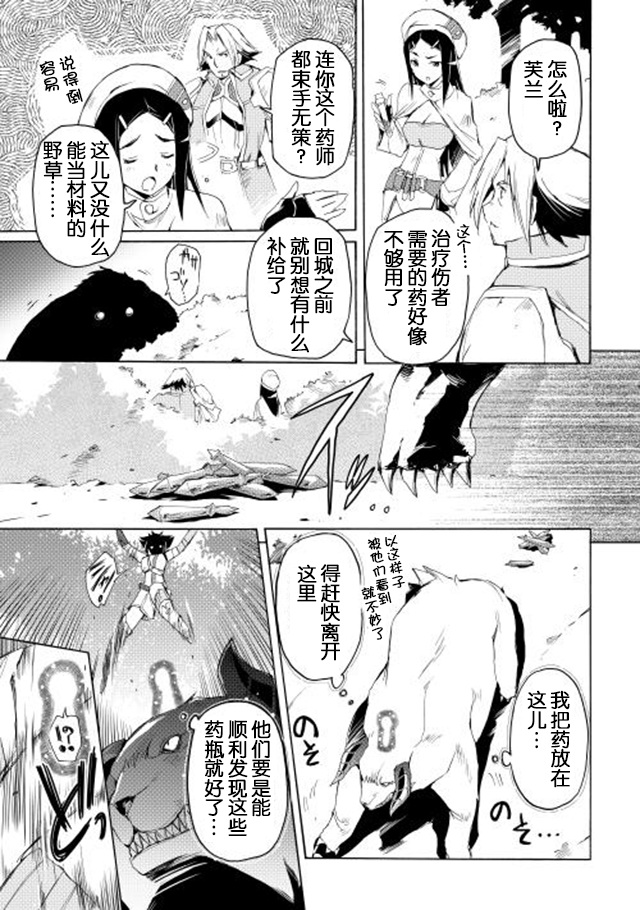 怎么啦？
芙兰
这个…
治疗伤者
需要的药好像
不够用了
连你这个药师
都束手无策？
说得倒
容易
这儿又没什么
能当材料的
野草……
回城之前
就别想有什么
补给了
我把药放在
这儿…
以这样子
被他们看到
就不妙了
得赶快离开
这里
そ〜…
他们要是能
顺利发现这些
药瓶就好了…
!?